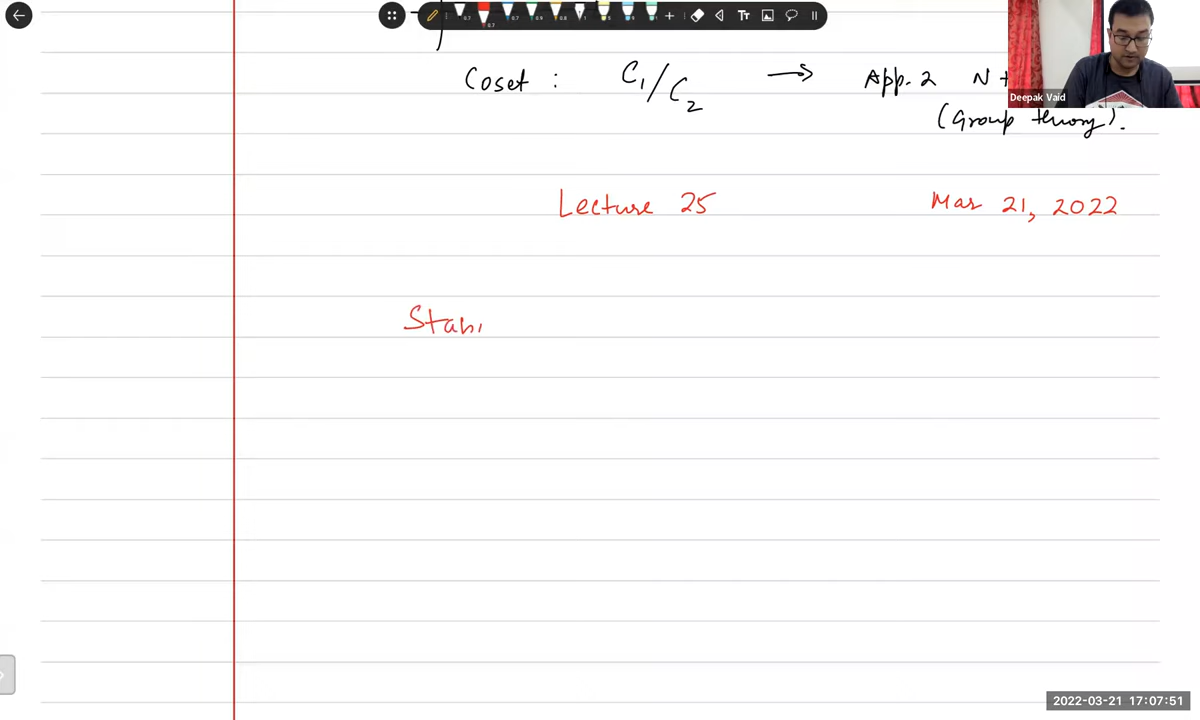 Coset : C1/C2 → App. 2 N+
Deepak Vaid
(Group theory).
Lecture 25 Mar 21, 2022
Stabi
2022-03-21 17:07:51